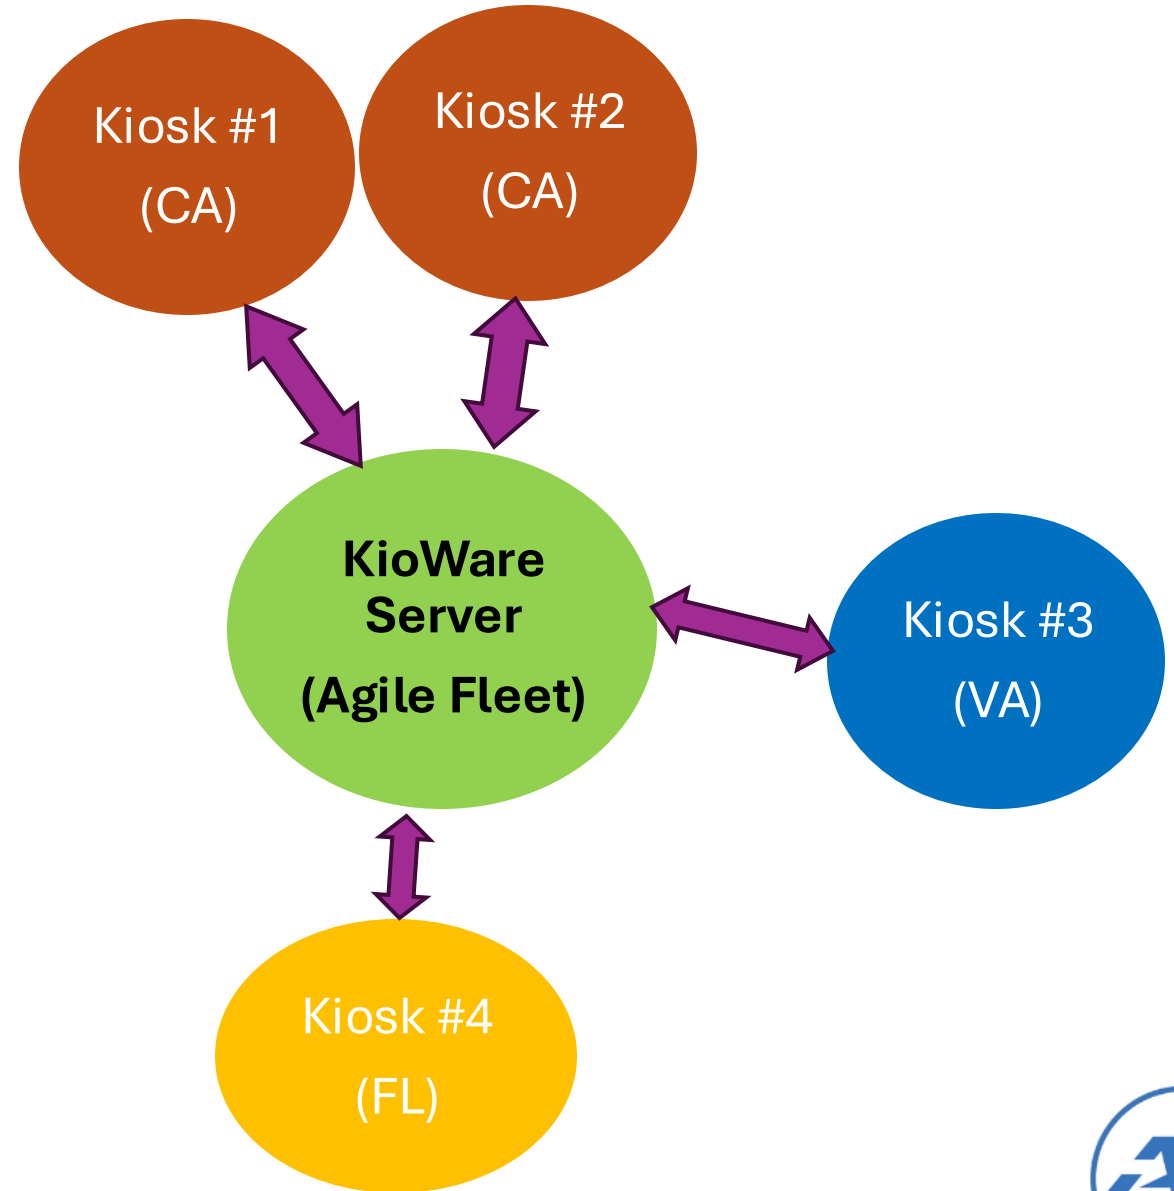 Kiosk #1
(CA)
Kiosk #2
(CA)
KioWare
Server
(Agile Fleet)
Kiosk #3
(VA)
Kiosk #4
(FL)